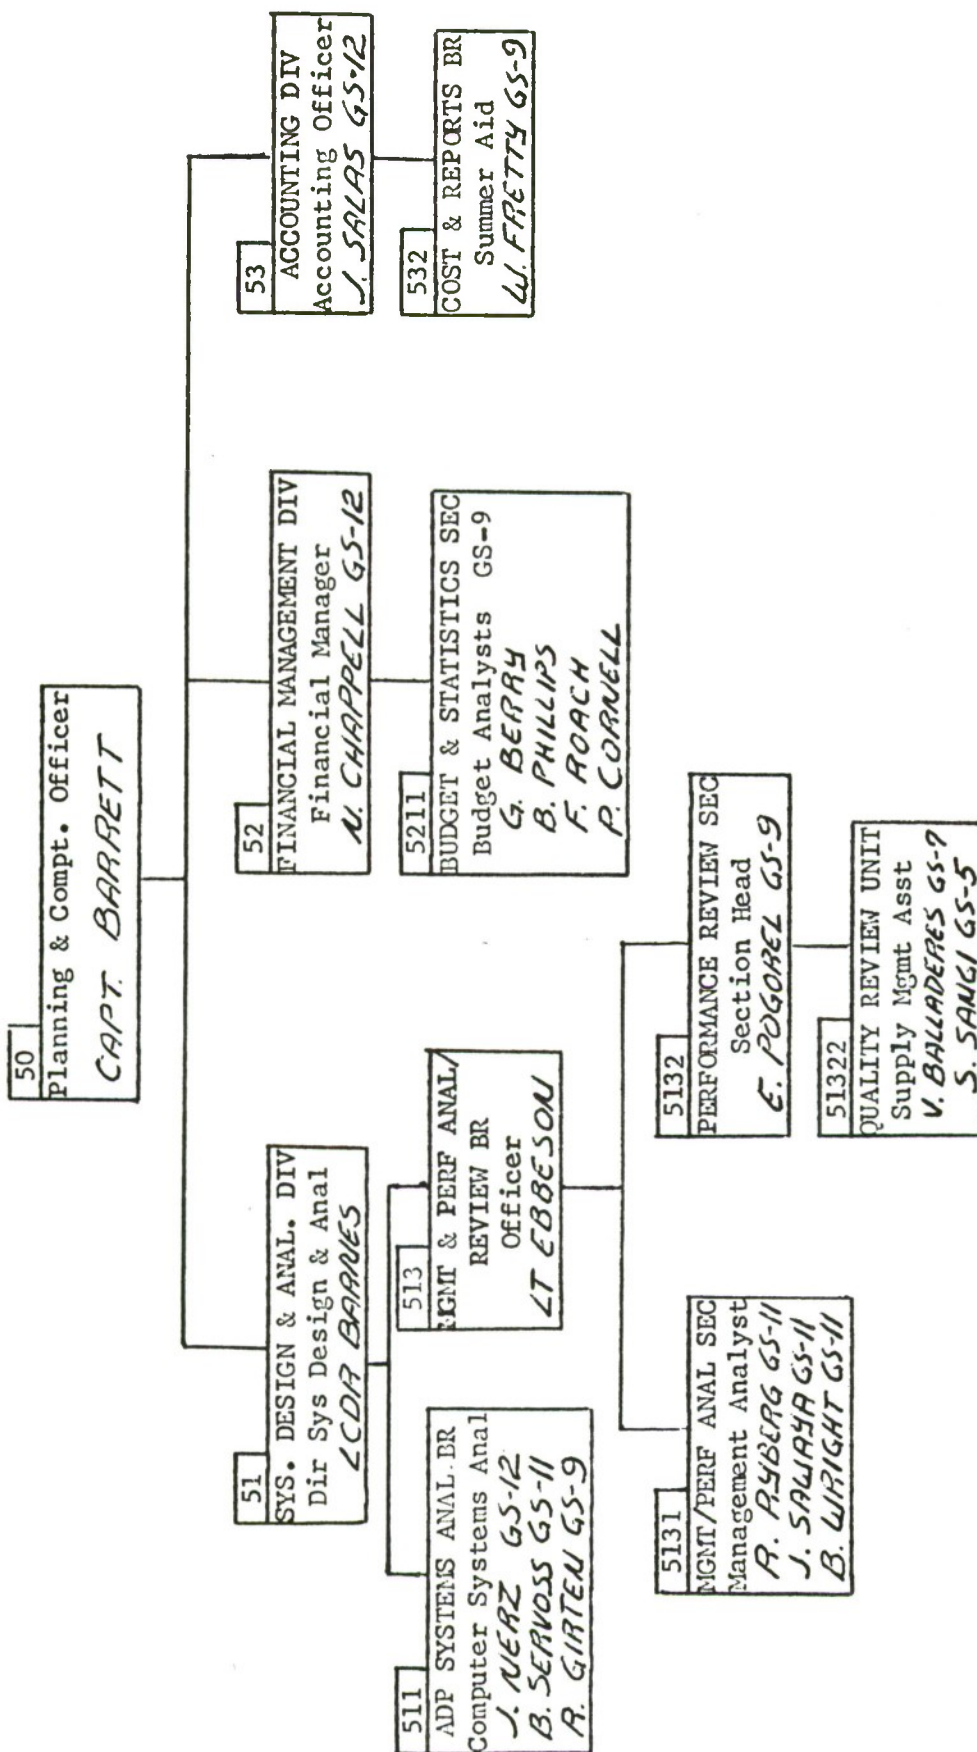 50
Planning & Compt. Officer
CAPT. BARRETT
51
SYS. DESIGN & ANAL. DIV
Dir Sys Design & Anal
LCDR BARNES
52
FINANCIAL MANAGEMENT DIV
Financial Manager
N. CHAPPELL GS-12
53
ACCOUNTING DIV
Accounting Officer
J. SALAS GS-12
511
ADP SYSTEMS ANAL. BR
Computer Systems Anal
J. NERZ GS-12
B. SERVOSS GS-11
R. GIRTEN GS-9
513
MGMT & PERF ANAL/
REVIEW BR
Officer
LT EBBESON
5211
BUDGET & STATISTICS SEC
Budget Analysts GS-9
G. BERRY
B. PHILLIPS
F. ROACH
P. CORNELL
532
COST & REPORTS BR
Summer Aid
W. FRETTY GS-9
5131
MGMT/PERF ANAL SEC
Management Analyst
R. RYBERG GS-11
J. SAWAYA GS-11
B. WRIGHT GS-11
5132
PERFORMANCE REVIEW SEC
Section Head
E. POGOREL GS-9
51322
QUALITY REVIEW UNIT
Supply Mgmt Asst
V. BALLADERES GS-7
S. SANGI GS-5